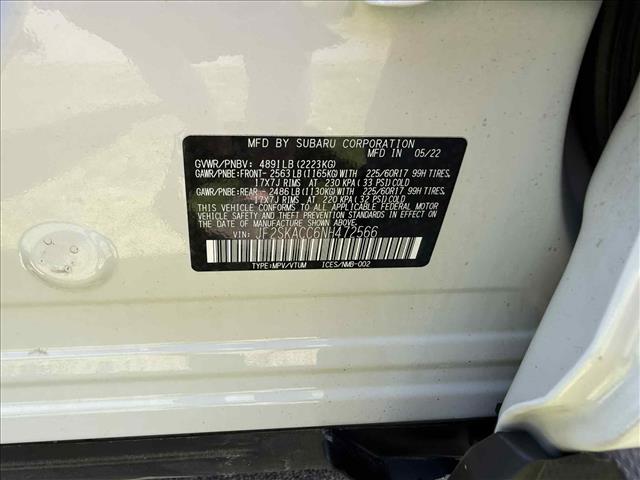 MFD BY SUBARU CORPORATION
GVWR/PNBV: 4891LB (2223KG) MFD IN 05/22
GAWR/PNBE:FRONT- 2563 LB (1165KG) WITH 225/60R17 99H TIRES
17X7J RIMS AT 230 KPA (33 PSI) COLD
GAWR/PNBE:REAR- 2486 LB (1130KG) WITH 225/60R17 99H TIRES
17X7J RIMS AT 220 KPA (32 PSI) COLD
THIS VEHICLE CONFORMS TO ALL APPLICABLE FEDERAL MOTOR
VEHICLE SAFETY, BUMPER, AND THEFT PREVENTION STANDARDS IN EFFECT ON THE
DATE OF MANUFACTURE SHOWN ABOVE.
VIN: JF2SKACC6NH472566
TYPE:MPV/VTUM ICES/NMB-002